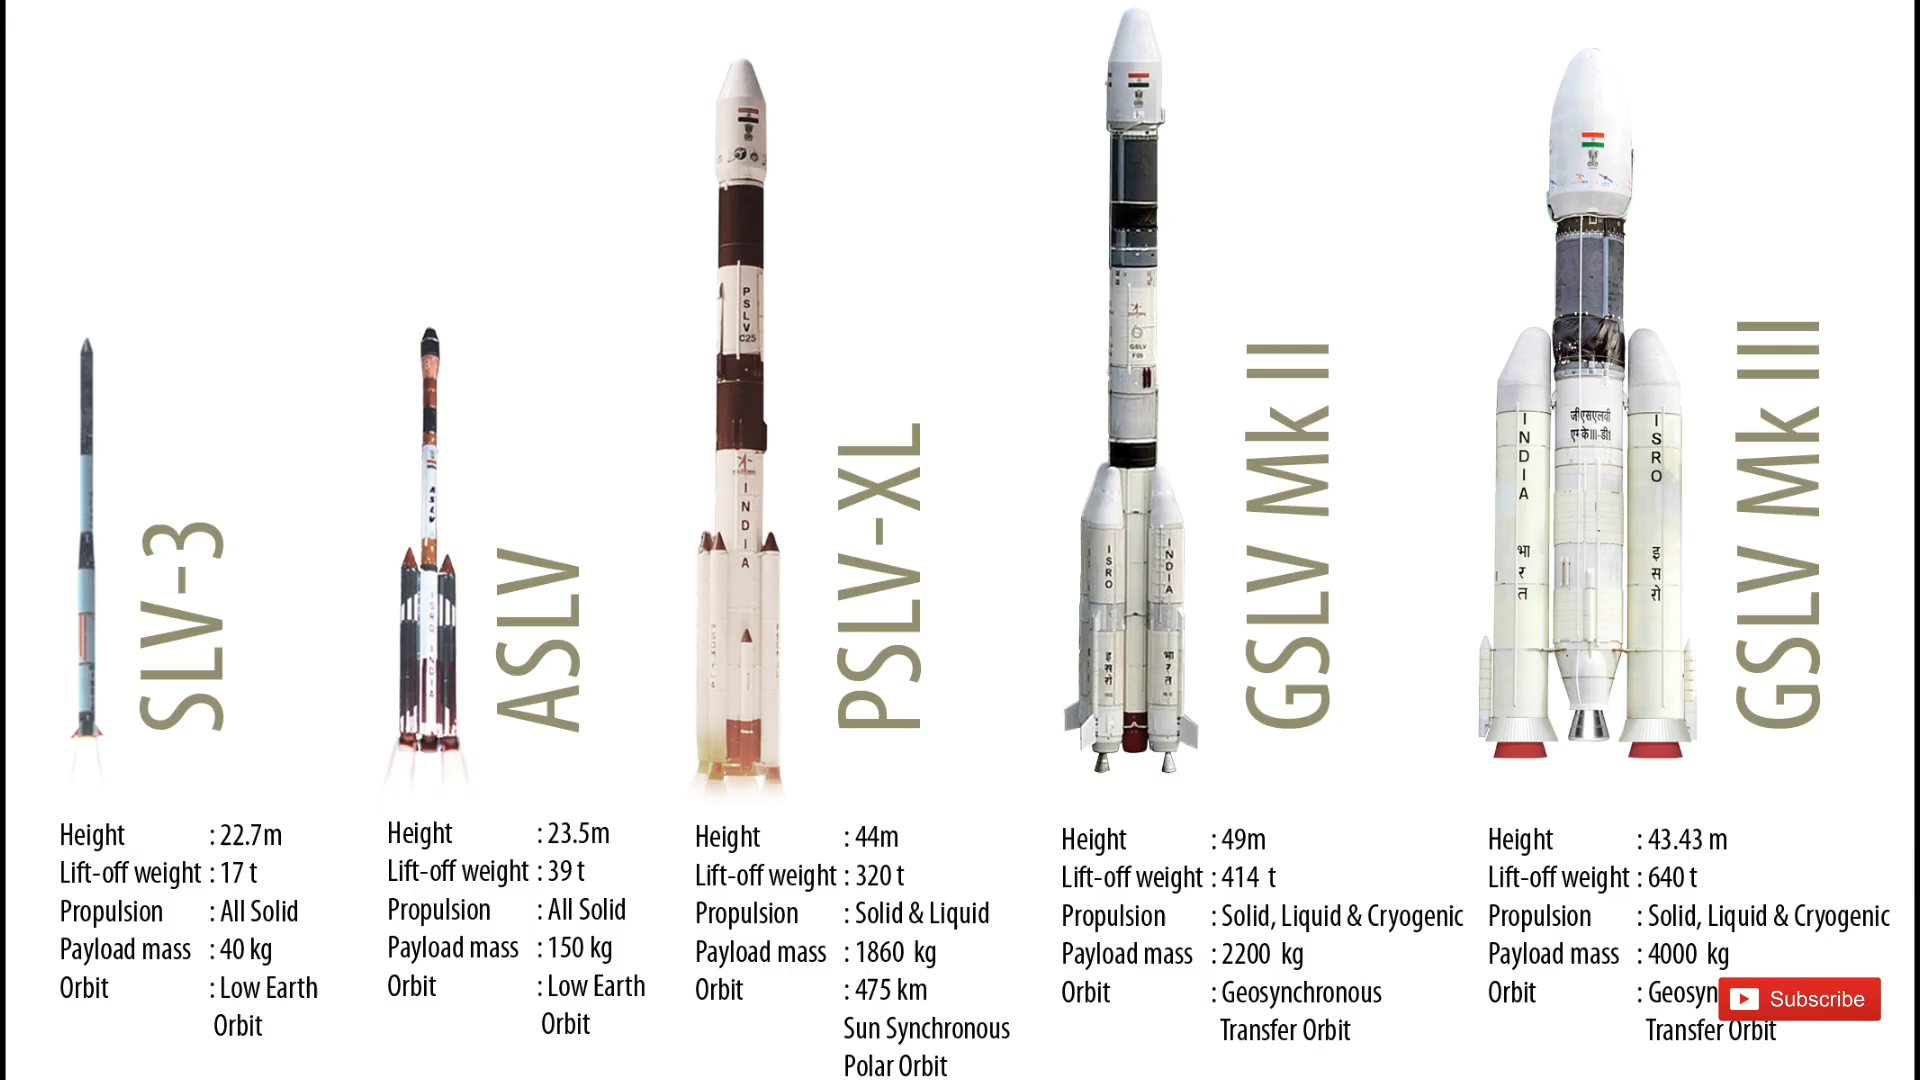 SLV-3
ASLV
PSLV-XL
GSLV Mk II
GSLV Mk III
P
S
L
V
C25
I
N
D
I
A
ASLV
ISRO INDIA
GSLV
F05
I
S
R
O
I
N
D
I
A
इ
स
रो
भा
र
त
जीएसएलवी
एमकेIII-डी1
I
N
D
I
A
भा
र
त
I
S
R
O
इ
स
रो
Height : 22.7m
Lift-off weight : 17 t
Propulsion : All Solid
Payload mass : 40 kg
Orbit : Low Earth
Orbit
Height : 23.5m
Lift-off weight : 39 t
Propulsion : All Solid
Payload mass : 150 kg
Orbit : Low Earth
Orbit
Height : 44m
Lift-off weight : 320 t
Propulsion : Solid & Liquid
Payload mass : 1860 kg
Orbit : 475 km
Sun Synchronous
Polar Orbit
Height : 49m
Lift-off weight : 414 t
Propulsion : Solid, Liquid & Cryogenic
Payload mass : 2200 kg
Orbit : Geosynchronous
Transfer Orbit
Height : 43.43 m
Lift-off weight : 640 t
Propulsion : Solid, Liquid & Cryogenic
Payload mass : 4000 kg
Orbit : Geosyn
Transfer Orbit
Subscribe